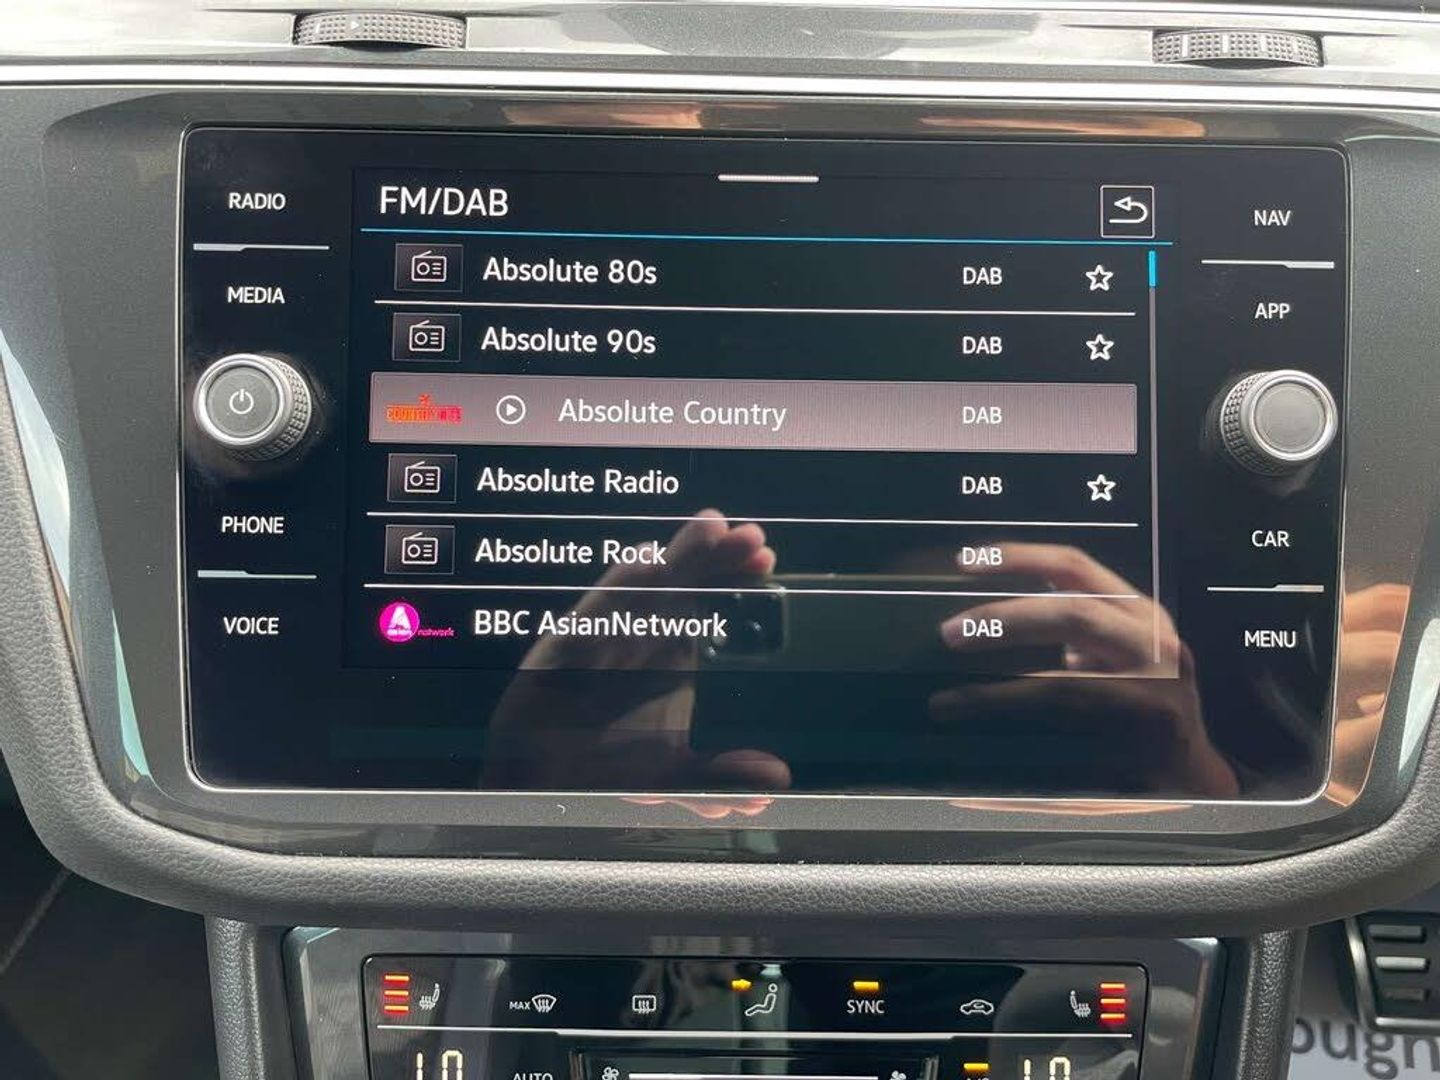 RADIO
MEDIA
PHONE
VOICE
FM/DAB
Absolute 80s DAB
Absolute 90s DAB
Absolute Country DAB
Absolute Radio DAB
Absolute Rock DAB
network BBC AsianNetwork DAB
NAV
APP
CAR
MENU
MAX SYNC
AUTO